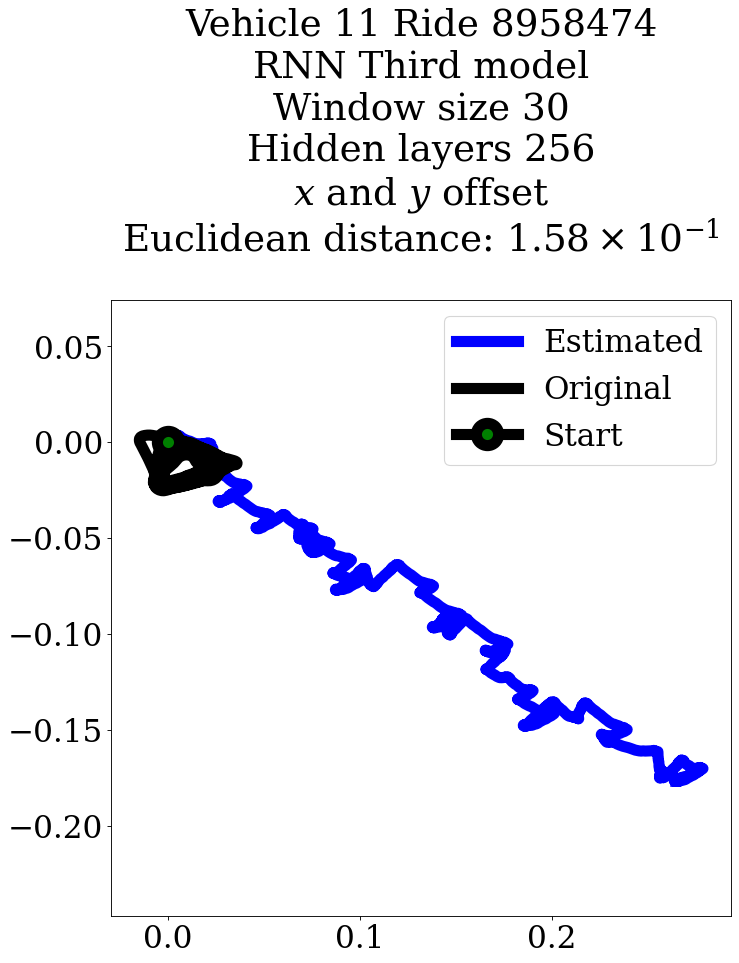 Vehicle 11 Ride 8958474
RNN Third model
Window size 30
Hidden layers 256
x and y offset
Euclidean distance: 1.58 × 10⁻¹
Estimated
Original
Start
0.05
0.00
−0.05
−0.10
−0.15
−0.20
0.0 0.1 0.2